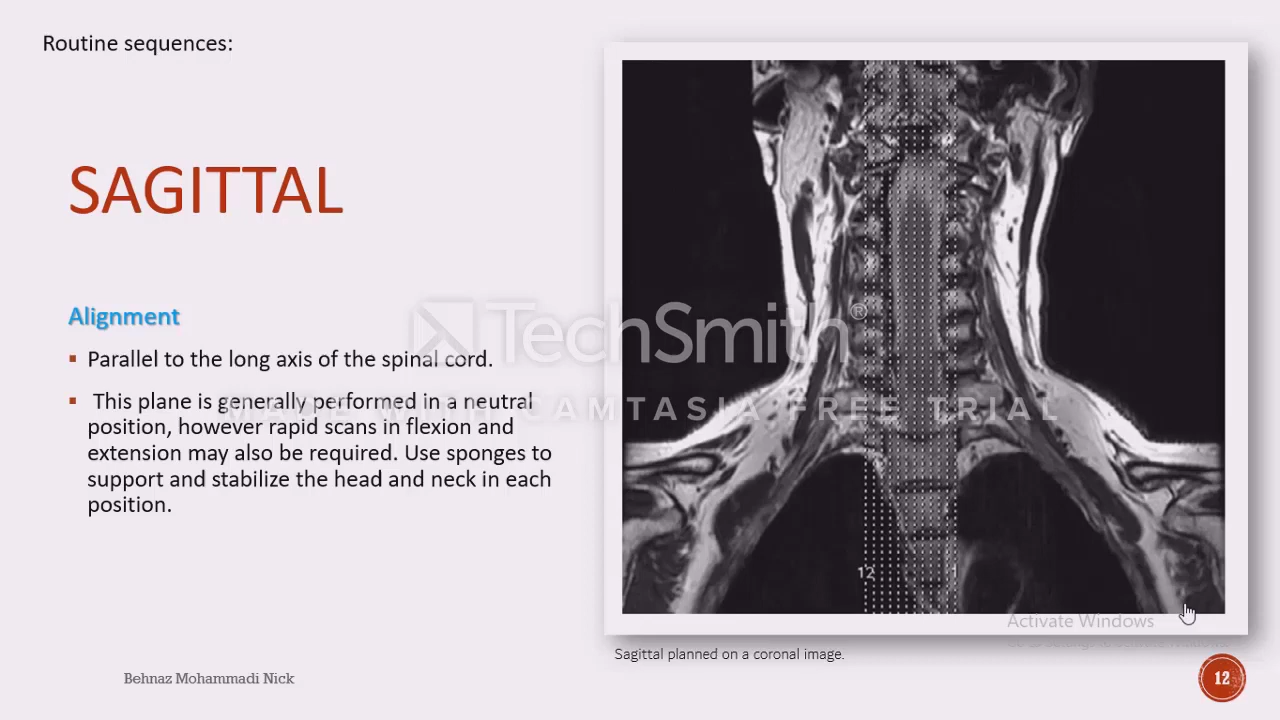 Routine sequences:
SAGITTAL
Alignment
▪ Parallel to the long axis of the spinal cord.
▪ This plane is generally performed in a neutral
position, however rapid scans in flexion and
extension may also be required. Use sponges to
support and stabilize the head and neck in each
position.
TechSmith®
MADE WITH CAMTASIA FREE TRIAL
12 1
Activate Windows
Sagittal planned on a coronal image.
Behnaz Mohammadi Nick
12